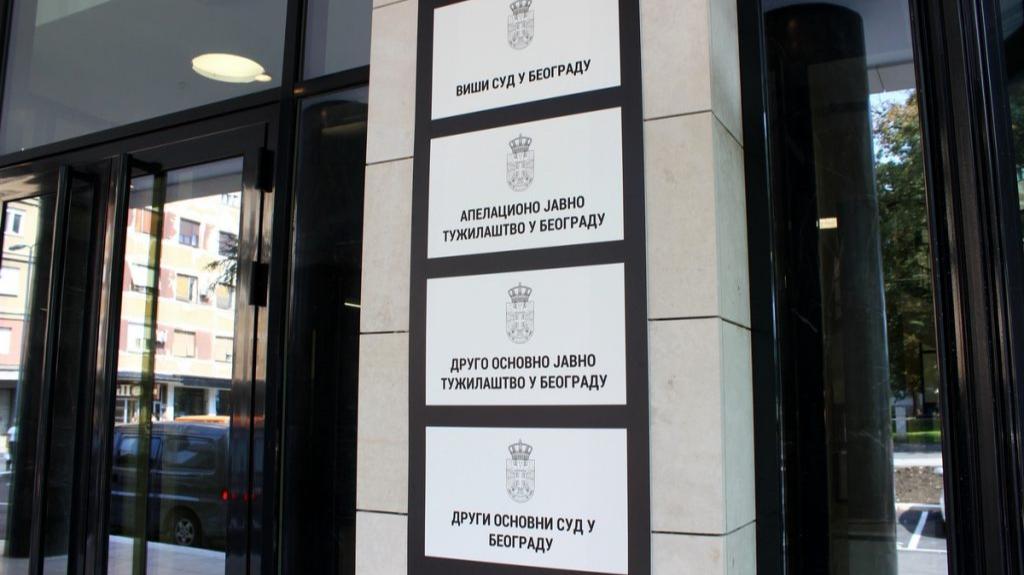 ВИШИ СУД У БЕОГРАДУ
АПЕЛАЦИОНО ЈАВНО
ТУЖИЛАШТВО У БЕОГРАДУ
ДРУГО ОСНОВНО ЈАВНО
ТУЖИЛАШТВО У БЕОГРАДУ
ДРУГИ ОСНОВНИ СУД У
БЕОГРАДУ